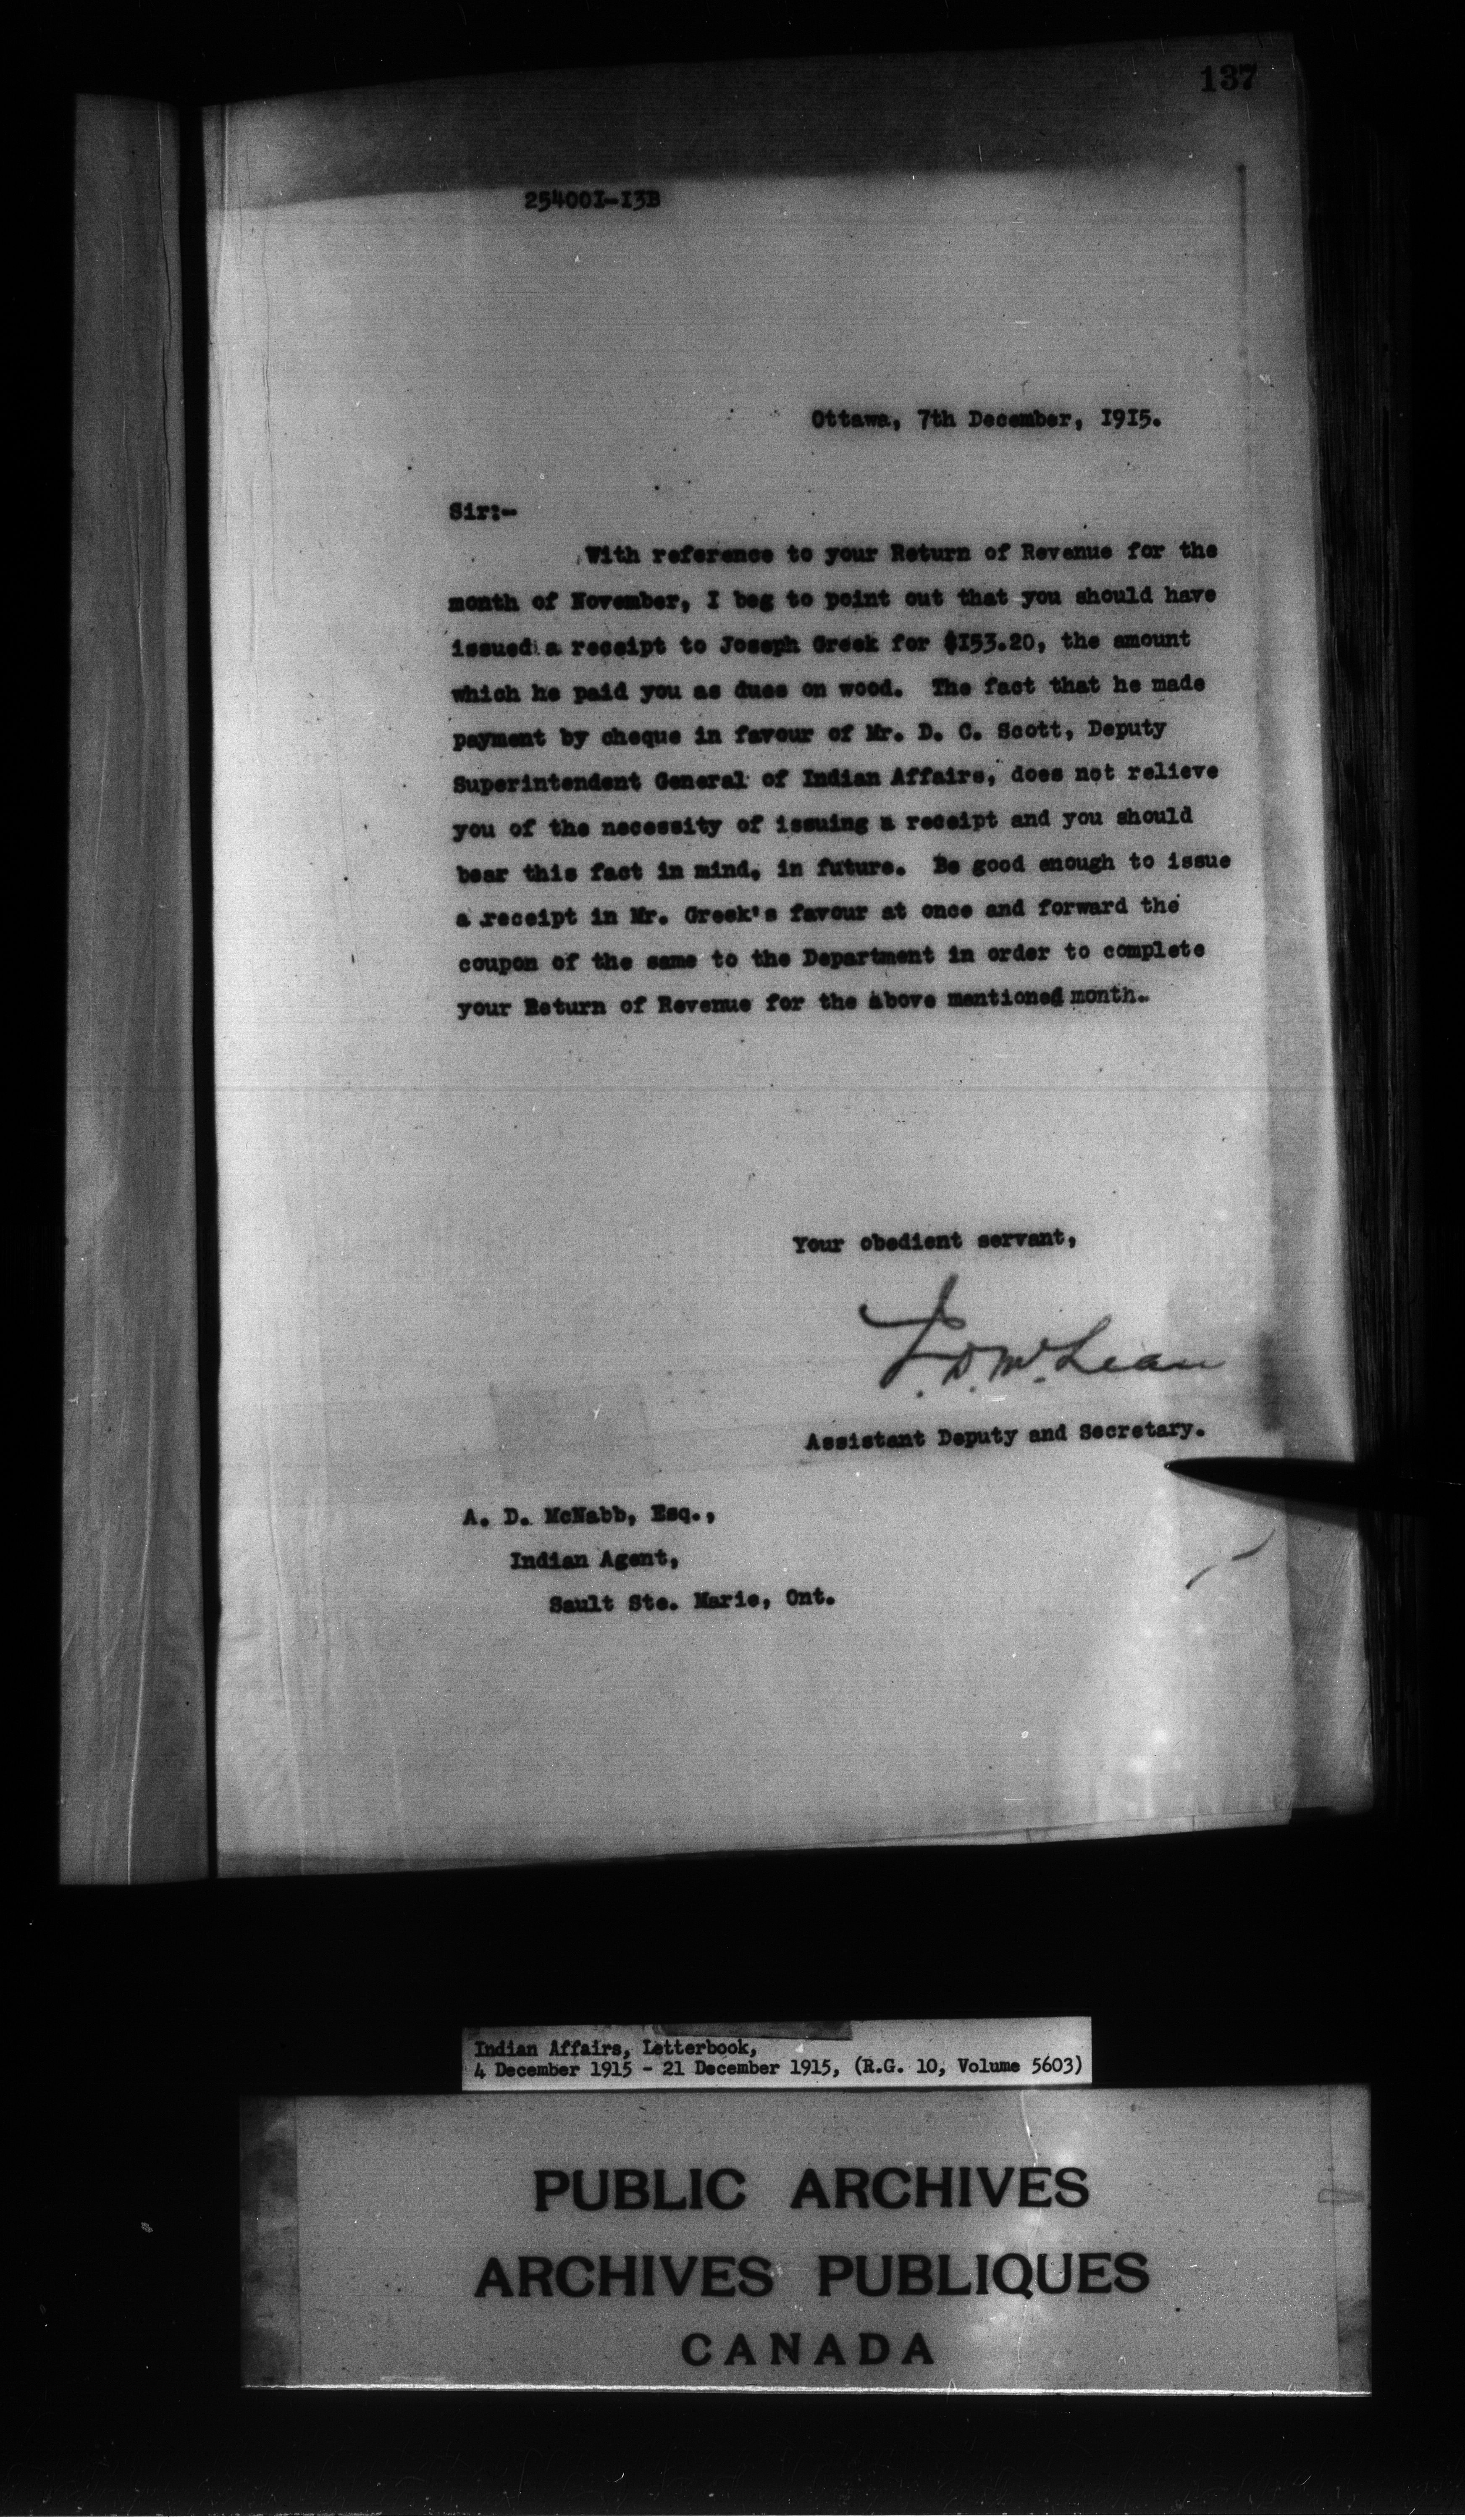 137
254001-13B
Ottawa, 7th December, 1915.
Sir:-
With reference to your Return of Revenue for the
month of November, I beg to point out that you should have
issued a receipt to Joseph Greek for $153.20, the amount
which he paid you as dues on wood. The fact that he made
payment by cheque in favour of Mr. D. C. Scott, Deputy
Superintendent General of Indian Affairs, does not relieve
you of the necessity of issuing a receipt and you should
bear this fact in mind, in future. Be good enough to issue
a receipt in Mr. Greek's favour at once and forward the
coupon of the same to the Department in order to complete
your Return of Revenue for the above mentioned month.
Your obedient servant,
J. D. McLean
Assistant Deputy and Secretary.
A. D. McNabb, Esq.,
Indian Agent,
Sault Ste. Marie, Ont.
Indian Affairs, Letterbook,
4 December 1915 - 21 December 1915, (R.G. 10, Volume 5603)
PUBLIC ARCHIVES
ARCHIVES PUBLIQUES
CANADA